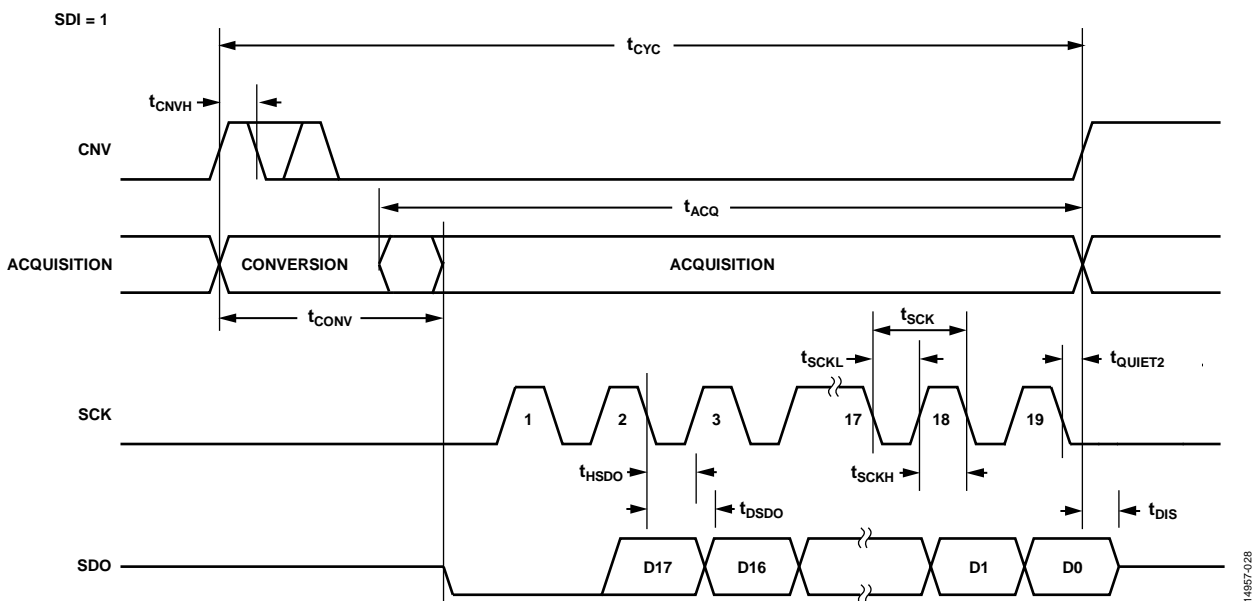 SDI = 1
tCYC
tCNVH
CNV
tACQ
ACQUISITION
CONVERSION
ACQUISITION
tCONV
tSCK
tSCKL
tQUIET2
SCK
1
2
3
17
18
19
tHSDO
tSCKH
tDSDO
tDIS
SDO
D17
D16
D1
D0
14957-028